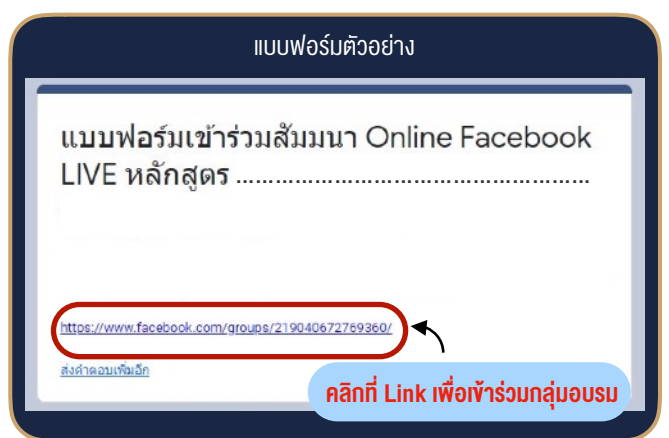 แบบฟอร์มตัวอย่าง
แบบฟอร์มเข้าร่วมสัมมนา Online Facebook
LIVE หลักสูตร ......................................................
https://www.facebook.com/groups/219040672769360/
ส่งคำตอบเพิ่มอีก
คลิกที่ Link เพื่อเข้าร่วมกลุ่มอบรม